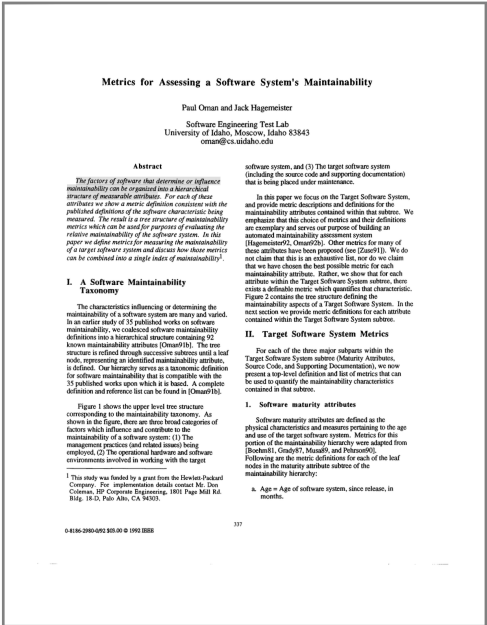 Metrics for Assessing a Software System's Maintainability
Paul Oman and Jack Hagemeister
Software Engineering Test Lab
University of Idaho, Moscow, Idaho 83843
oman@cs.uidaho.edu
Abstract
The factors of software that determine or influence
maintainability can be organized into a hierarchical
structure of measurable attributes. For each of these
attributes we show a metric definition consistent with the
published definitions of the software characteristic being
measured. The result is a tree structure of maintainability
metrics which can be used for purposes of evaluating the
relative maintainability of the software system. In this
paper we define metrics for measuring the maintainability
of a target software system and discuss how those metrics
can be combined into a single index of maintainability1.
I. A Software Maintainability
Taxonomy
The characteristics influencing or determining the
maintainability of a software system are many and varied.
In an earlier study of 35 published works on software
maintainability, we coalesced software maintainability
definitions into a hierarchical structure containing 92
known maintainability attributes [Oman91b]. The tree
structure is refined through successive subtrees until a leaf
node, representing an identified maintainability attribute,
is defined. Our hierarchy serves as a taxonomic definition
for software maintainability that is compatible with the
35 published works upon which it is based. A complete
definition and reference list can be found in [Oman91b].
Figure 1 shows the upper level tree structure
corresponding to the maintainability taxonomy. As
shown in the figure, there are three broad categories of
factors which influence and contribute to the
maintainability of a software system: (1) The
management practices (and related issues) being
employed, (2) The operational hardware and software
environments involved in working with the target
1 This study was funded by a grant from the Hewlett-Packard
Company. For implementation details contact Mr. Don
Coleman, HP Corporate Engineering, 1801 Page Mill Rd.
Bldg. 18-D, Palo Alto, CA 94303.
software system, and (3) The target software system
(including the source code and supporting documentation)
that is being placed under maintenance.
In this paper we focus on the Target Software System,
and provide metric descriptions and definitions for the
maintainability attributes contained within that subtree. We
emphasize that this choice of metrics and their definitions
are exemplary and serves our purpose of building an
automated maintainability assessment system
[Hagemeister92, Oman92b]. Other metrics for many of
these attributes have been proposed (see [Zuse91]). We do
not claim that this is an exhaustive list, nor do we claim
that we have chosen the best possible metric for each
maintainability attribute. Rather, we show that for each
attribute within the Target Software System subtree, there
exists a definable metric which quantifies that characteristic.
Figure 2 contains the tree structure defining the
maintainability aspects of a Target Software System. In the
next section we provide metric definitions for each attribute
contained within the Target Software System subtree.
II. Target Software System Metrics
For each of the three major subparts within the
Target Software System subtree (Maturity Attributes,
Source Code, and Supporting Documentation), we now
present a top-level definition and list of metrics that can
be used to quantify the maintainability characteristics
contained in that subtree.
1. Software maturity attributes
Software maturity attributes are defined as the
physical characteristics and measures pertaining to the age
and use of the target software system. Metrics for this
portion of the maintainability hierarchy were adapted from
[Boehm81, Grady87, Musa89, and Pehrson90].
Following are the metric definitions for each of the leaf
nodes in the maturity attribute subtree of the
maintainability hierarchy:
a. Age = Age of software system, since release, in
months.
337
0-8186-2980-0/92 $03.00 © 1992 IEEE